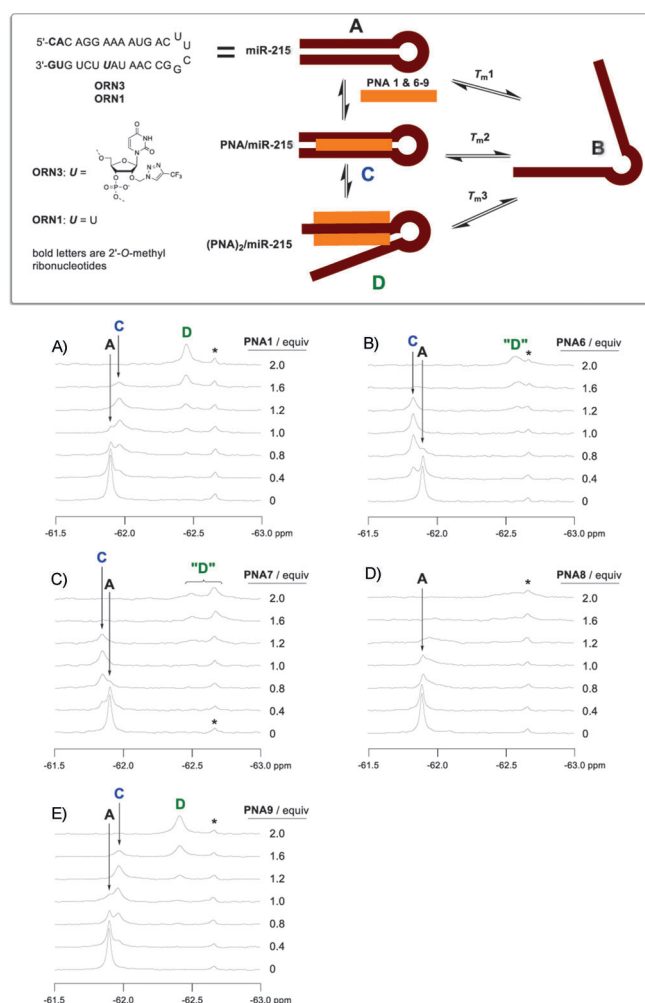 A
5'-CACAGG AAA AUGAC U U
3'-GUGUCU UAU AAC CG G C
= miR-215
ORN3
ORN1
PNA 1 & 6-9
Tm1
ORN3: U =
O
NH
N
O
O
O
O
O=P-O-
O
N=N
N
CF3
PNA/miR-215
Tm2
B
C
ORN1: U = U
Tm3
bold letters are 2'-O-methyl
ribonucleotides
(PNA)2/miR-215
D
A)
C
A
D
*
PNA1 / equiv
2.0
1.6
1.2
1.0
0.8
0.4
0
-61.5 -62.0 -62.5 -63.0 ppm
B)
C
A
"D"
*
PNA6 / equiv
2.0
1.6
1.2
1.0
0.8
0.4
0
-61.5 -62.0 -62.5 -63.0 ppm
C)
C
A
"D"
PNA7 / equiv
2.0
1.6
1.2
1.0
0.8
0.4
*
0
-61.5 -62.0 -62.5 -63.0 ppm
D)
A
*
PNA8 / equiv
2.0
1.6
1.2
1.0
0.8
0.4
0
-61.5 -62.0 -62.5 -63.0 ppm
E)
C
A
D
*
PNA9 / equiv
2.0
1.6
1.2
1.0
0.8
0.4
0
-61.5 -62.0 -62.5 -63.0 ppm